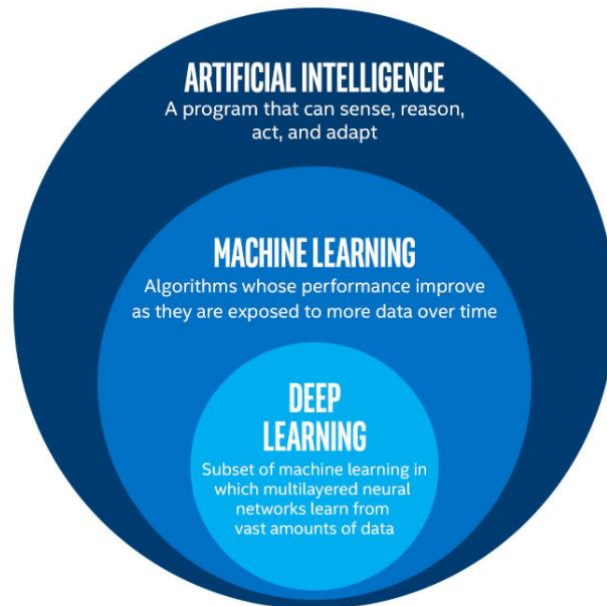 ARTIFICIAL INTELLIGENCE
A program that can sense, reason,
act, and adapt
MACHINE LEARNING
Algorithms whose performance improve
as they are exposed to more data over time
DEEP
LEARNING
Subset of machine learning in
which multilayered neural
networks learn from
vast amounts of data